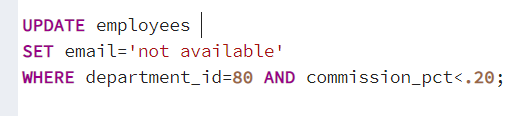 UPDATE employees
SET email='not available'
WHERE department_id=80 AND commission_pct<.20;